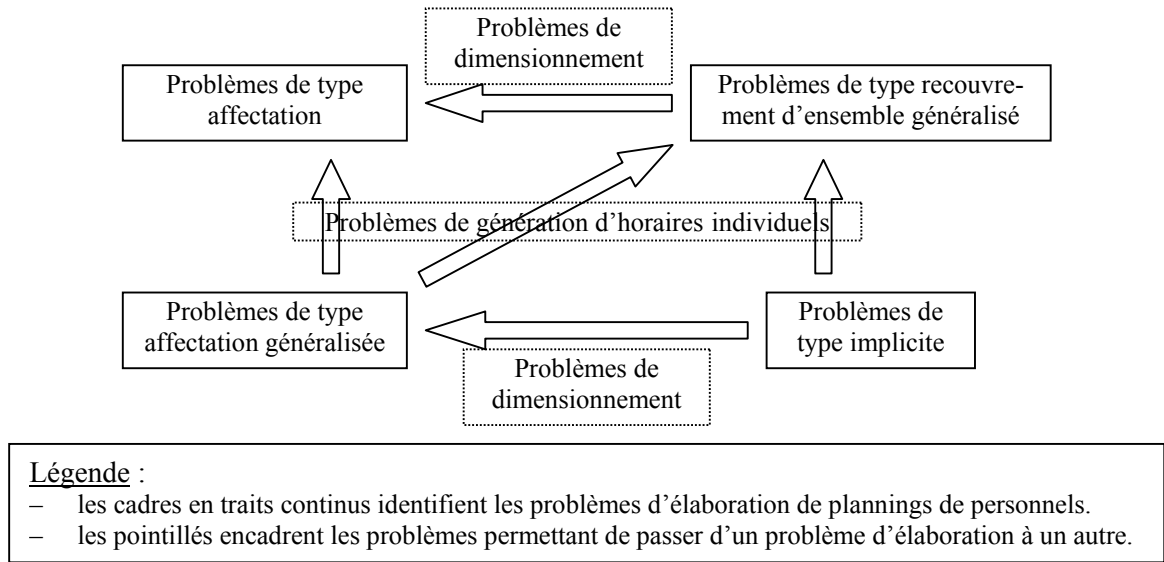 Problèmes de
dimensionnement
Problèmes de type
affectation
Problèmes de type recouvre-
ment d'ensemble généralisé
Problèmes de génération d'horaires individuels
Problèmes de type
affectation généralisée
Problèmes de
type implicite
Problèmes de
dimensionnement
Légende :
– les cadres en traits continus identifient les problèmes d'élaboration de plannings de personnels.
– les pointillés encadrent les problèmes permettant de passer d'un problème d'élaboration à un autre.